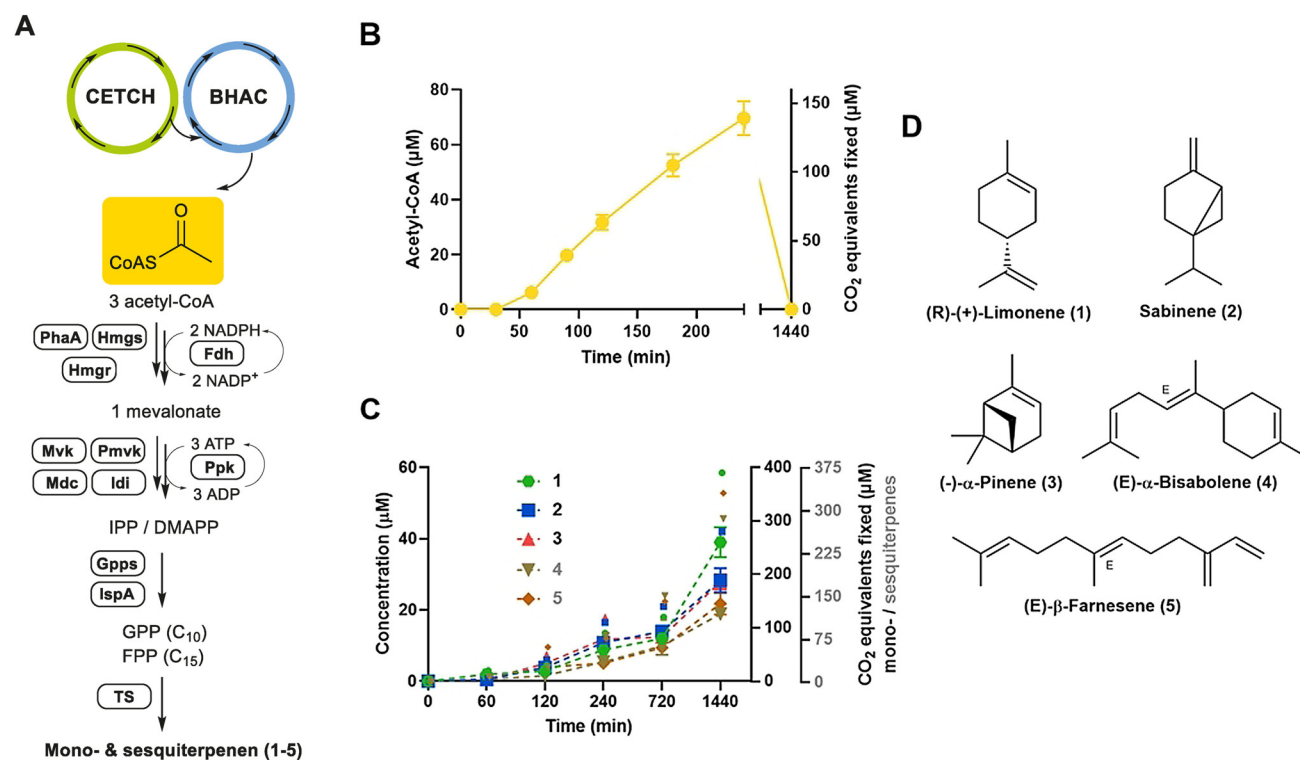 A
CETCH
BHAC
O
CoAS
3 acetyl-CoA
PhaA
Hmgs
Hmgr
2 NADPH
Fdh
2 NADP+
1 mevalonate
Mvk
Pmvk
Mdc
Idi
3 ATP
Ppk
3 ADP
IPP / DMAPP
Gpps
IspA
GPP (C10)
FPP (C15)
TS
Mono- & sesquiterpenen (1-5)
B
Acetyl-CoA (µM)
80
60
40
20
0
0
50
100
150
200
1440
Time (min)
150
100
50
0
CO2 equivalents fixed (µM)
C
Concentration (µM)
60
40
20
0
1
2
3
4
5
0
60
120
240
720
1440
Time (min)
400
300
200
100
0
375
300
225
150
75
0
CO2 equivalents fixed (µM)
mono- / sesquiterpenes
D
(R)-(+)-Limonene (1)
Sabinene (2)
(-)-α-Pinene (3)
E
(E)-α-Bisabolene (4)
E
(E)-β-Farnesene (5)